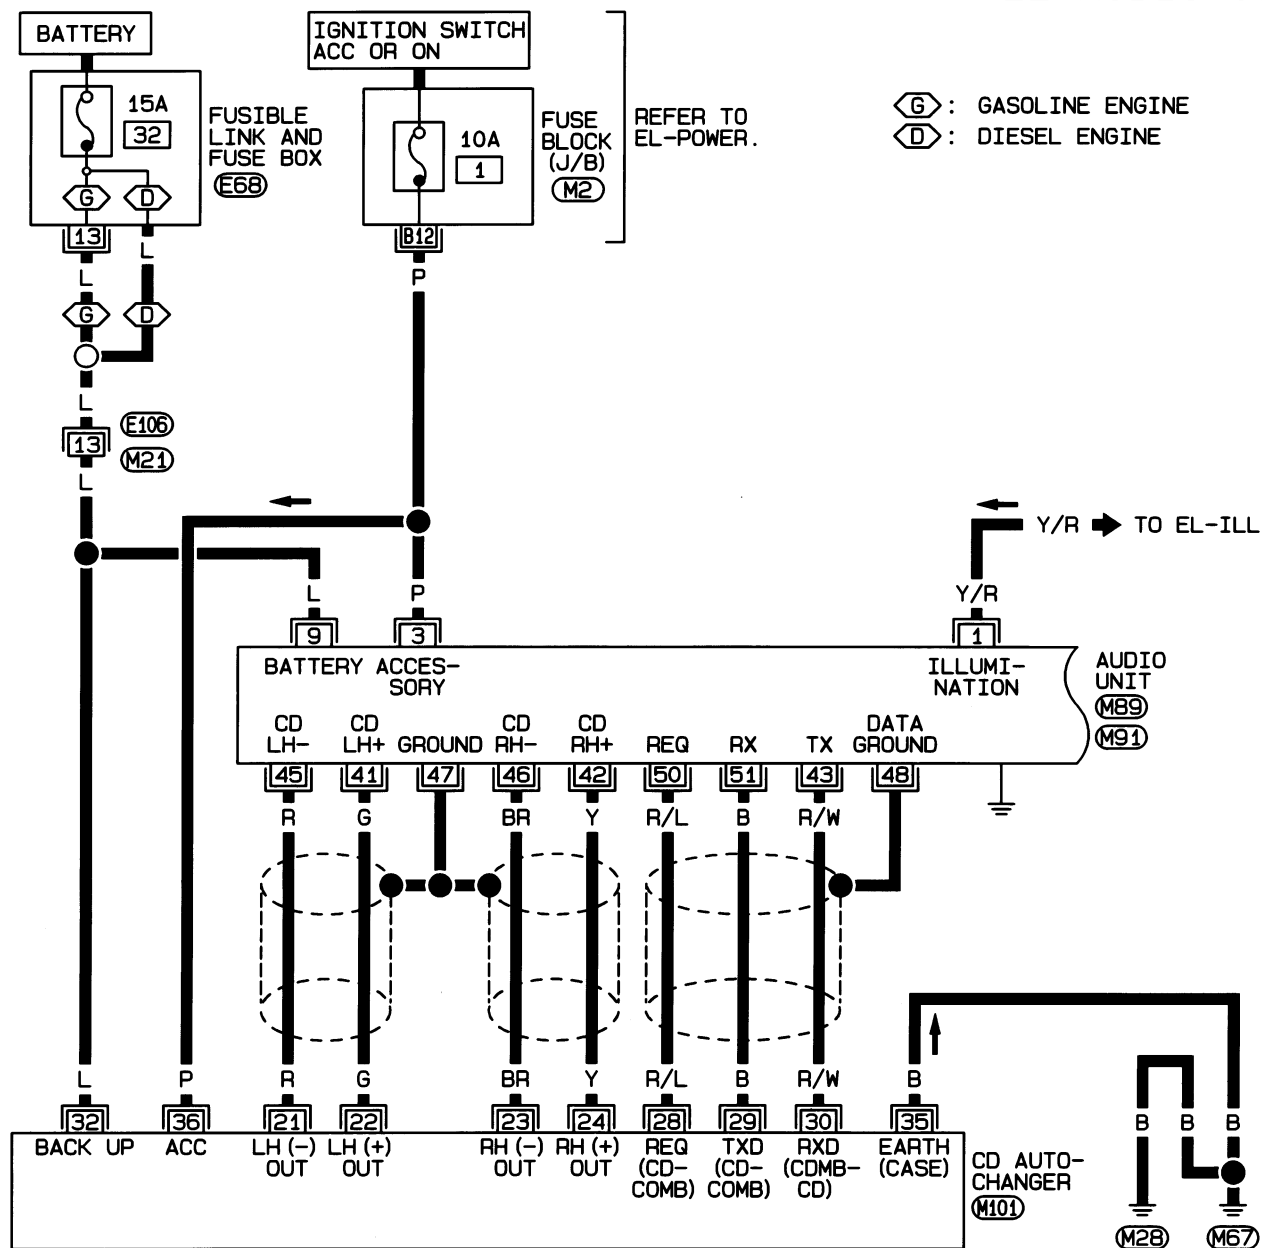 BATTERY
IGNITION SWITCH
ACC OR ON
15A
32
FUSIBLE
LINK AND
FUSE BOX
E68
10A
1
FUSE
BLOCK
(J/B)
M2
REFER TO
EL-POWER.
G : GASOLINE ENGINE
D : DIESEL ENGINE
G D
13
B12
L
L
P
G D
L
E106
13
M21
L
Y/R TO EL-ILL
L P Y/R
9 3 1
BATTERY ACCES-
SORY
ILLUMI-
NATION
AUDIO
UNIT
M89
M91
CD
LH-
CD
LH+
GROUND
CD
RH-
CD
RH+
REQ
RX
TX
DATA
GROUND
45 41 47 46 42 50 51 43 48
R G BR Y R/L B R/W
L P R G BR Y R/L B R/W B
B B B
32 36 21 22 23 24 28 29 30 35
BACK UP
ACC
LH (-)
OUT
LH (+)
OUT
RH (-)
OUT
RH (+)
OUT
REQ
(CD-
COMB)
TXD
(CD-
COMB)
RXD
(CDMB-
CD)
EARTH
(CASE)
CD AUTO-
CHANGER
M101
M28 M67